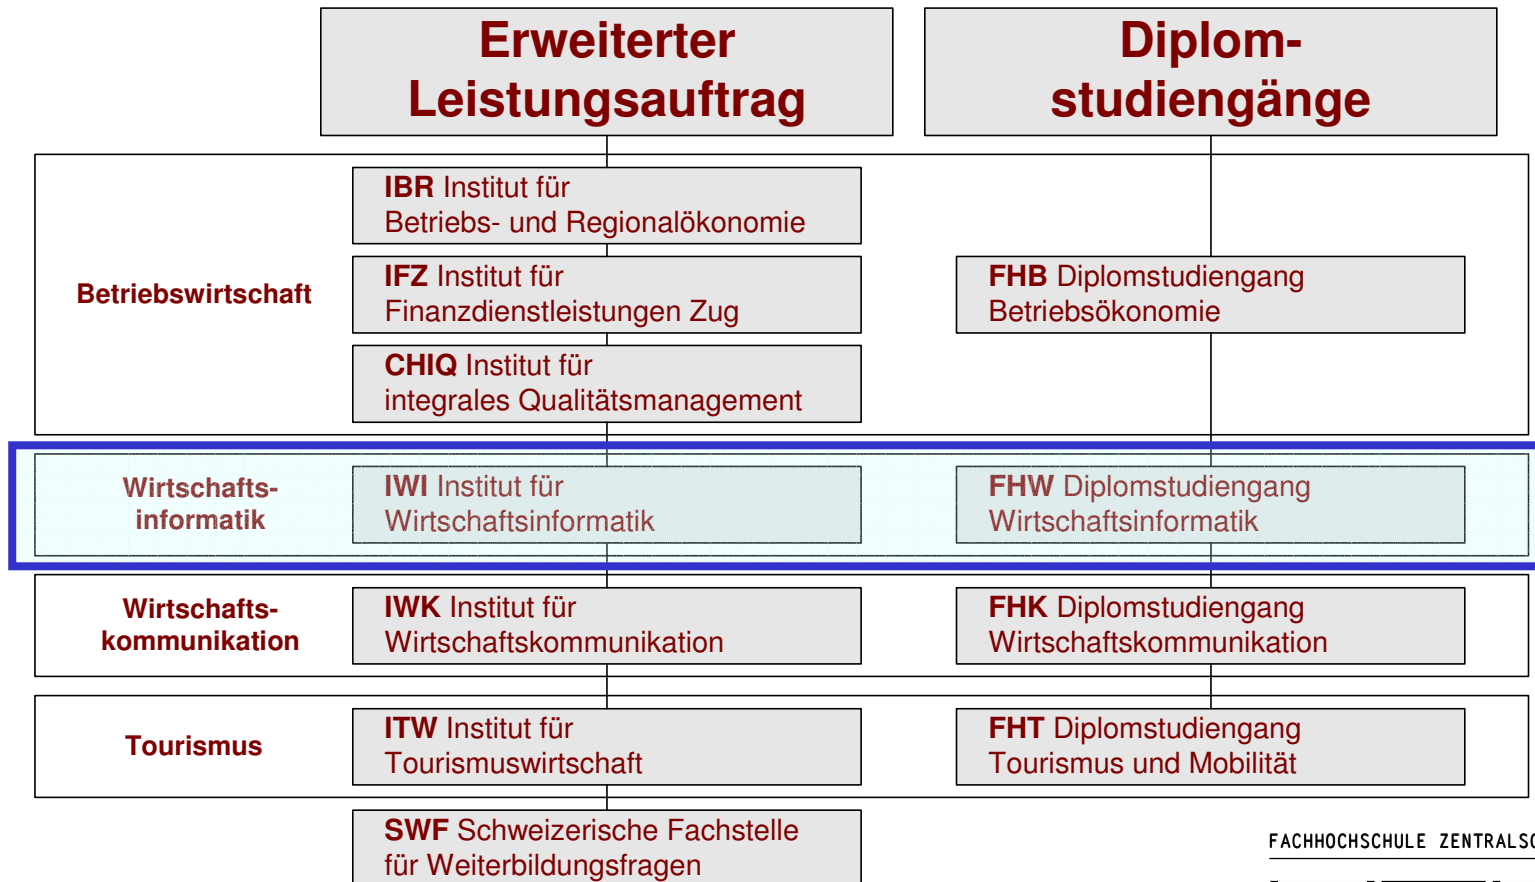 Erweiterter
Leistungsauftrag
Diplom-
studiengänge
Betriebswirtschaft
IBR Institut für
Betriebs- und Regionalökonomie
IFZ Institut für
Finanzdienstleistungen Zug
CHIQ Institut für
integrales Qualitätsmanagement
FHB Diplomstudiengang
Betriebsökonomie
Wirtschafts-
informatik
IWI Institut für
Wirtschaftsinformatik
FHW Diplomstudiengang
Wirtschaftsinformatik
Wirtschafts-
kommunikation
IWK Institut für
Wirtschaftskommunikation
FHK Diplomstudiengang
Wirtschaftskommunikation
Tourismus
ITW Institut für
Tourismuswirtschaft
FHT Diplomstudiengang
Tourismus und Mobilität
SWF Schweizerische Fachstelle
für Weiterbildungsfragen
FACHHOCHSCHULE